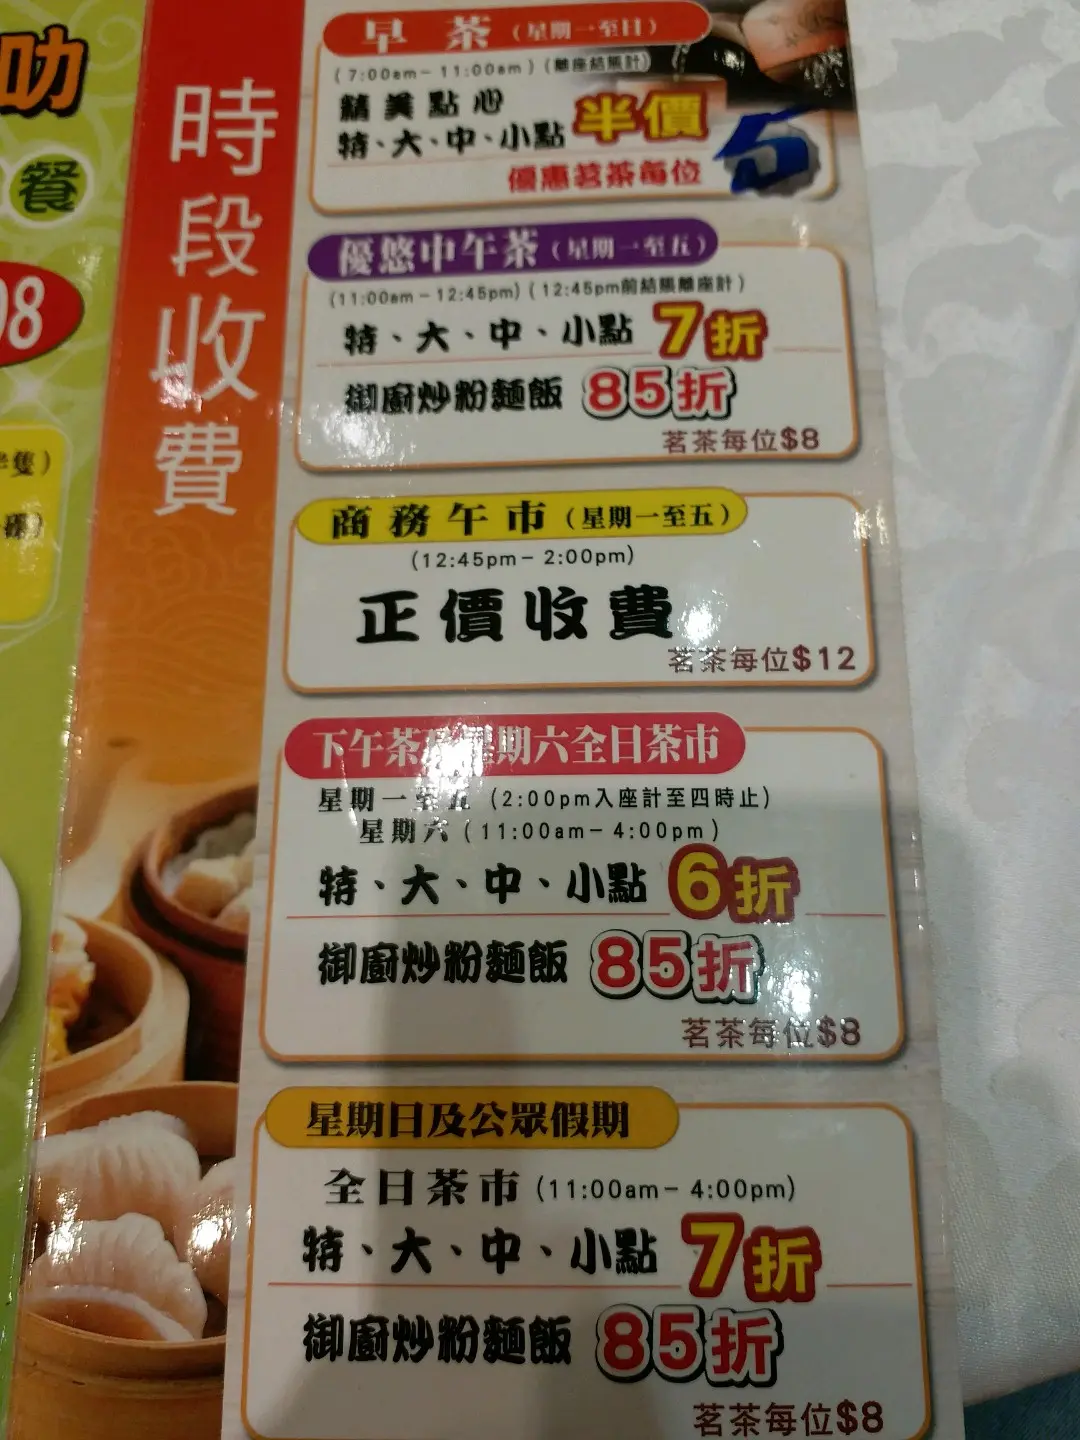 叻
餐
98
半隻）
時段收費
早茶（星期一至日）
（7:00am－11:00am）（離座結賬計）
精美點心
特、大、中、小點 半價
優惠茗茶每位 5
優悠中午茶（星期一至五）
(11:00am－12:45pm)（12:45pm前結賬離座計）
特、大、中、小點 7折
御廚炒粉麵飯 85折
茗茶每位$8
商務午市（星期一至五）
(12:45pm－2:00pm)
正價收費
茗茶每位$12
下午茶 星期六全日茶市
星期一至五（2:00pm入座計至四時止）
星期六（11:00am－4:00pm）
特、大、中、小點 6折
御廚炒粉麵飯 85折
茗茶每位$8
星期日及公眾假期
全日茶市(11:00am－4:00pm)
特、大、中、小點 7折
御廚炒粉麵飯 85折
茗茶每位$8